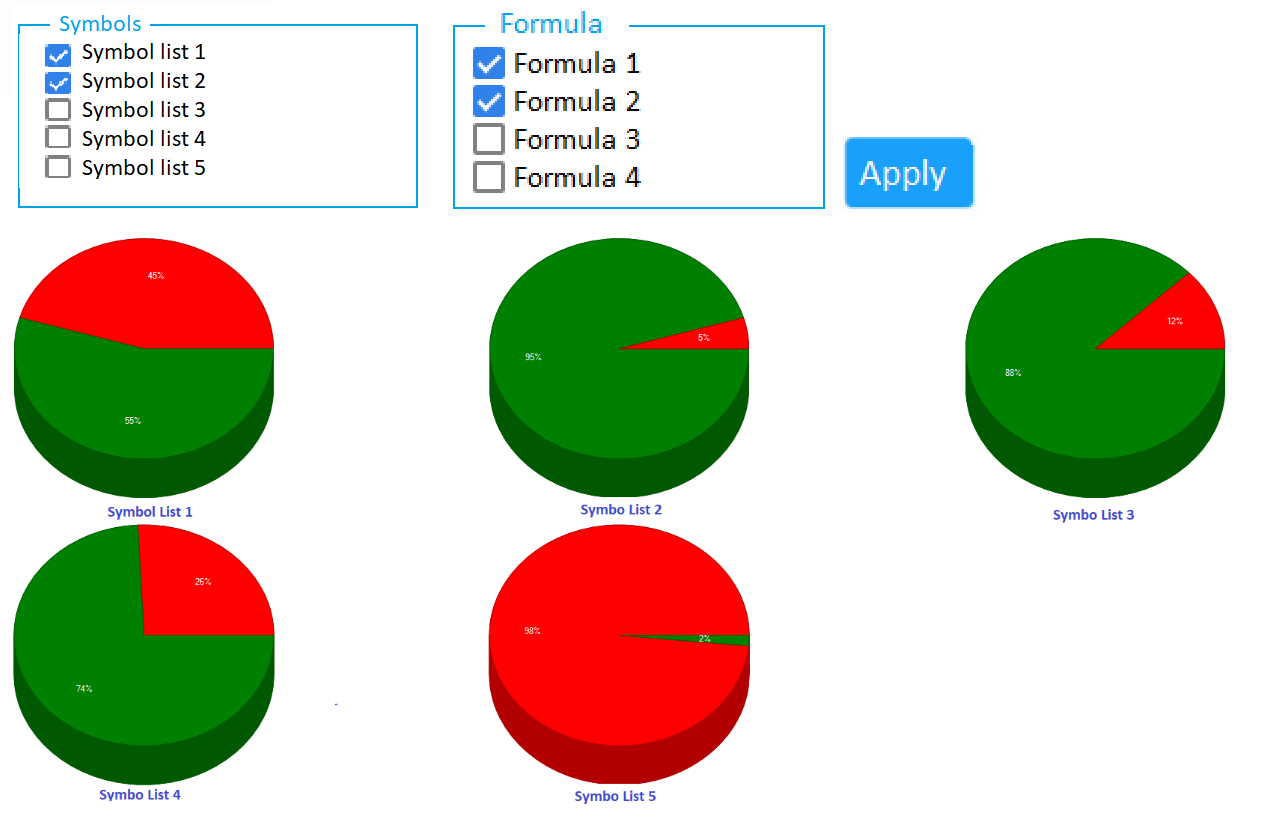 Symbols
Symbol list 1
Symbol list 2
Symbol list 3
Symbol list 4
Symbol list 5
Formula
Formula 1
Formula 2
Formula 3
Formula 4
Apply
45%
55%
Symbol List 1
5%
95%
Symbo List 2
12%
88%
Symbo List 3
26%
74%
Symbo List 4
98%
2%
Symbo List 5